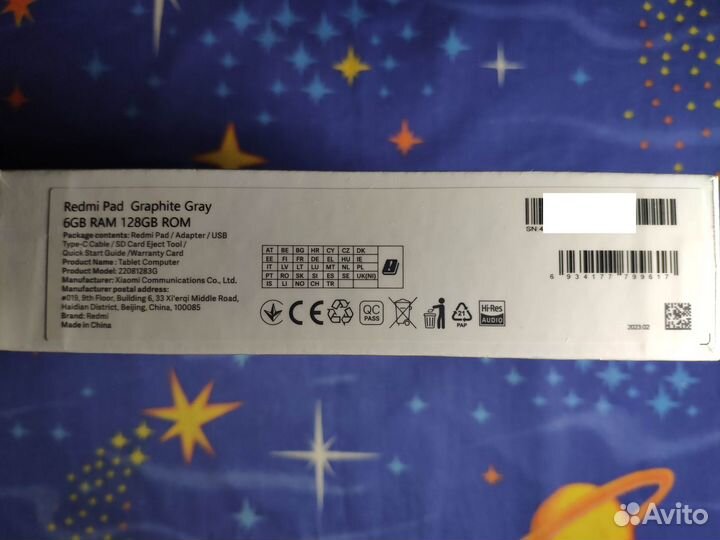 Redmi Pad Graphite Gray
6GB RAM 128GB ROM
Package contents: Redmi Pad / Adapter / USB
Type-C Cable / SD Card Eject Tool /
Quick Start Guide /Warranty Card
Product Name: Tablet Computer
Product Model: 22081283G
Manufacturer: Xiaomi Communications Co., Ltd.
Manufacturer postal address:
#019, 9th Floor, Building 6, 33 Xi'erqi Middle Road,
Haidian District, Beijing, China, 100085
Brand: Redmi
Made in China
AT BE BG HR CY CZ DK
EE FI FR DE GR HU IE
IT LV LT LU MT NL PL
PT RO SK SI ES SE UK(NI)
IS LI NO CH TR
CE
QC
PASS
21
PAP
Hi-Res
AUDIO
SN:4
6 934177 799617
2023.02
Avito